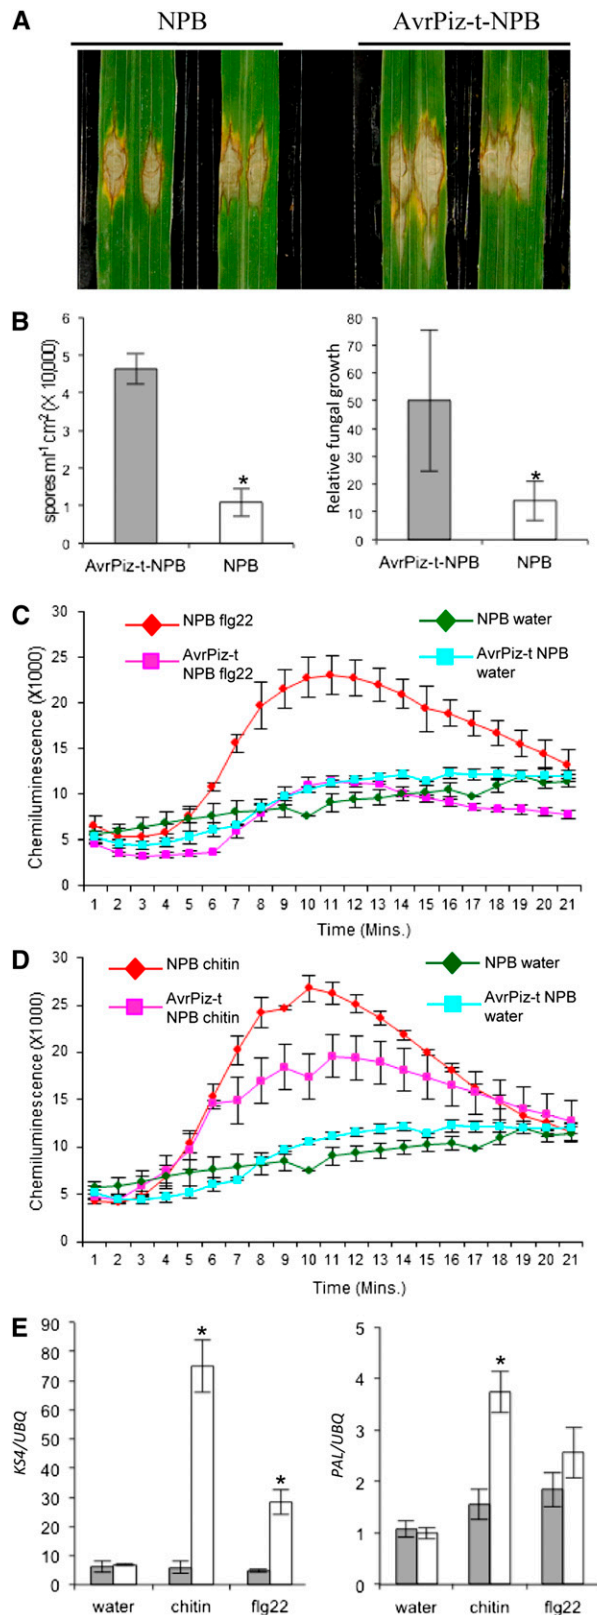 A
NPB
AvrPiz-t-NPB
B
spores ml-1 cm2 (X 10,000)
6
5
4
3
2
1
0
*
AvrPiz-t-NPB
NPB
Relative fungal growth
80
70
60
50
40
30
20
10
0
*
AvrPiz-t-NPB
NPB
C
Chemiluminescence (X1000)
30
25
20
15
10
5
0
NPB flg22
AvrPiz-t
NPB flg22
NPB water
AvrPiz-t NPB
water
1 2 3 4 5 6 7 8 9 10 11 12 13 14 15 16 17 18 19 20 21
Time (Mins.)
D
Chemiluminescence (X1000)
30
25
20
15
10
5
0
NPB chitin
AvrPiz-t
NPB chitin
NPB water
AvrPiz-t NPB
water
1 2 3 4 5 6 7 8 9 10 11 12 13 14 15 16 17 18 19 20 21
Time (Mins.)
E
KS4/UBQ
90
80
70
60
50
40
30
20
10
0
*
*
water chitin flg22
PAL/UBQ
5
4
3
2
1
0
*
water chitin flg22